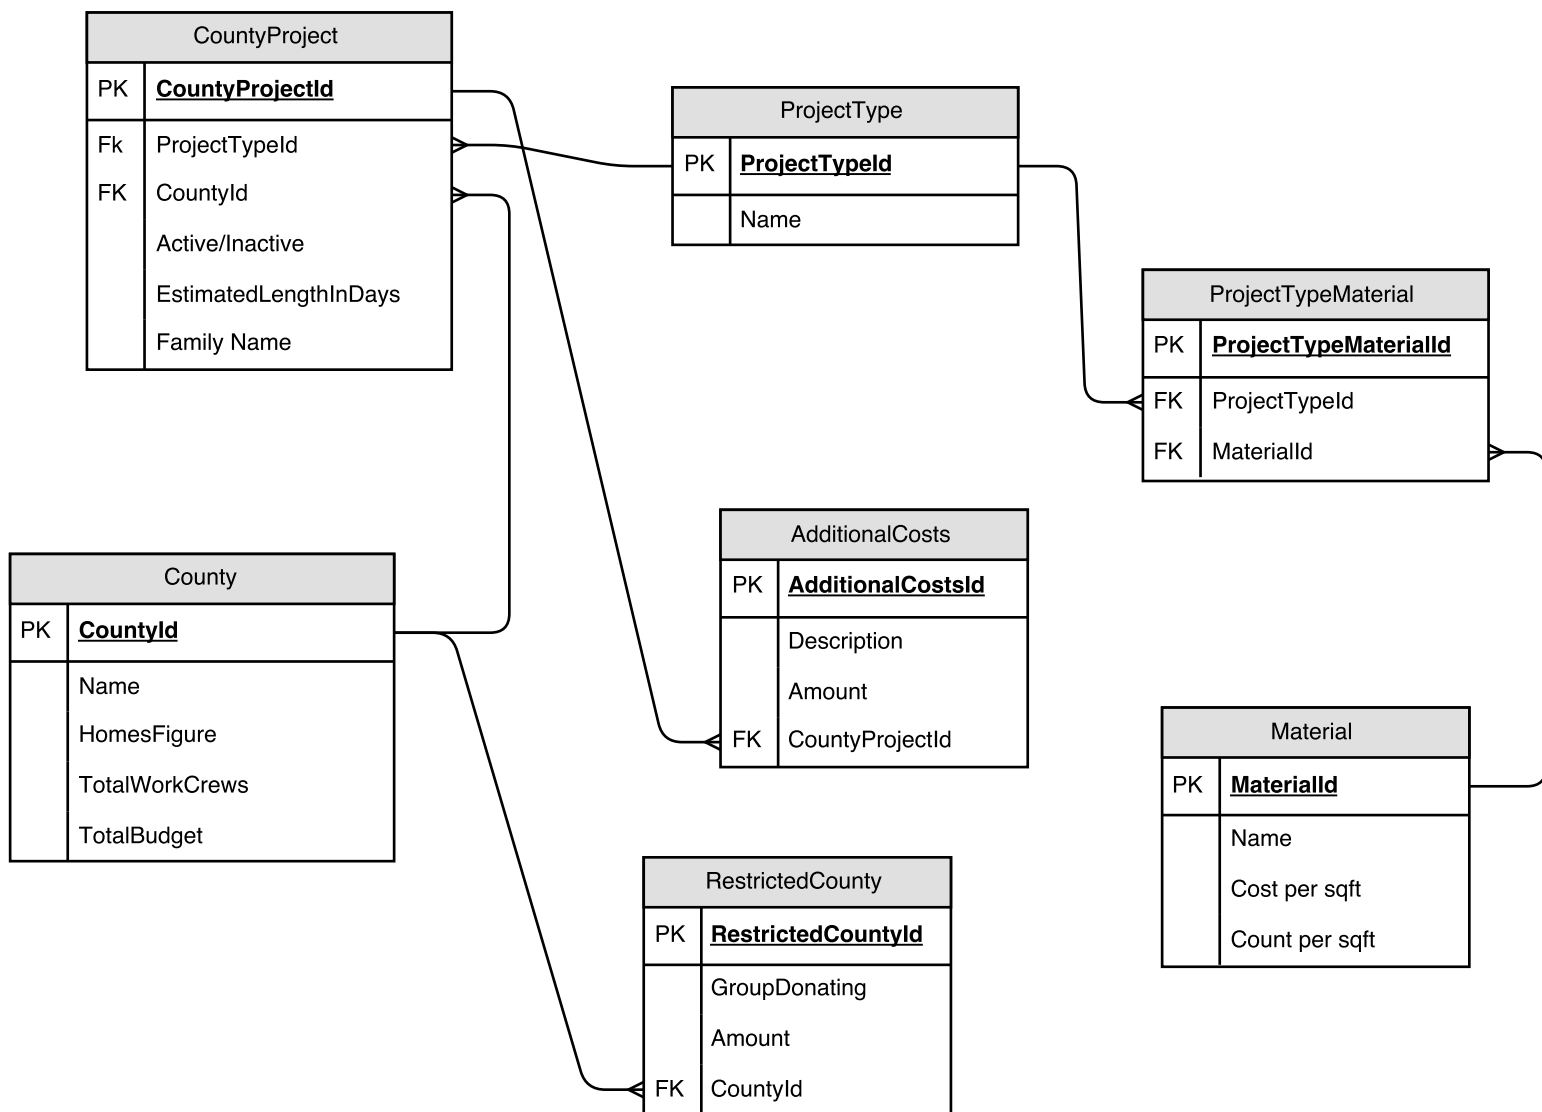 CountyProject
PK CountyProjectId
Fk ProjectTypeId
FK CountyId
Active/Inactive
EstimatedLengthInDays
Family Name
ProjectType
PK ProjectTypeId
Name
ProjectTypeMaterial
PK ProjectTypeMaterialId
FK ProjectTypeId
FK MaterialId
AdditionalCosts
PK AdditionalCostsId
Description
Amount
FK CountyProjectId
County
PK CountyId
Name
HomesFigure
TotalWorkCrews
TotalBudget
Material
PK MaterialId
Name
Cost per sqft
Count per sqft
RestrictedCounty
PK RestrictedCountyId
GroupDonating
Amount
FK CountyId